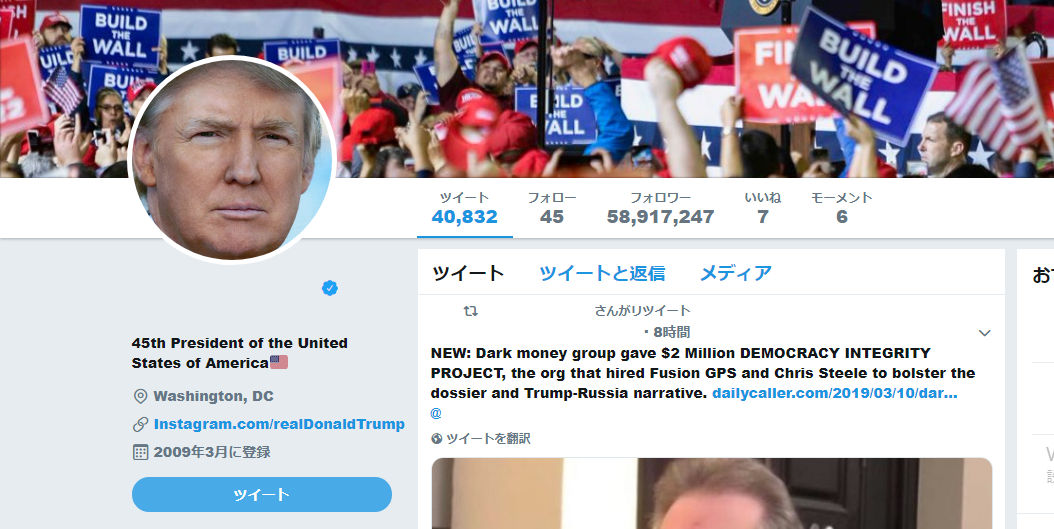 BUILD THE WALL
BUILD THE WALL
BUILD
FINISH
BUILD THE WALL
FINISH
WA
BUILD THE WALL
ツイート
フォロー
フォロワー
いいね
モーメント
40,832
45
58,917,247
7
6
ツイート
ツイートと返信
メディア
お
さんがリツイート
・8時間
NEW: Dark money group gave $2 Million DEMOCRACY INTEGRITY
PROJECT, the org that hired Fusion GPS and Chris Steele to bolster the
dossier and Trump-Russia narrative. dailycaller.com/2019/03/10/dar...
@
ツイートを翻訳
45th President of the United
States of America
Washington, DC
Instagram.com/realDonaldTrump
2009年3月に登録
ツイート